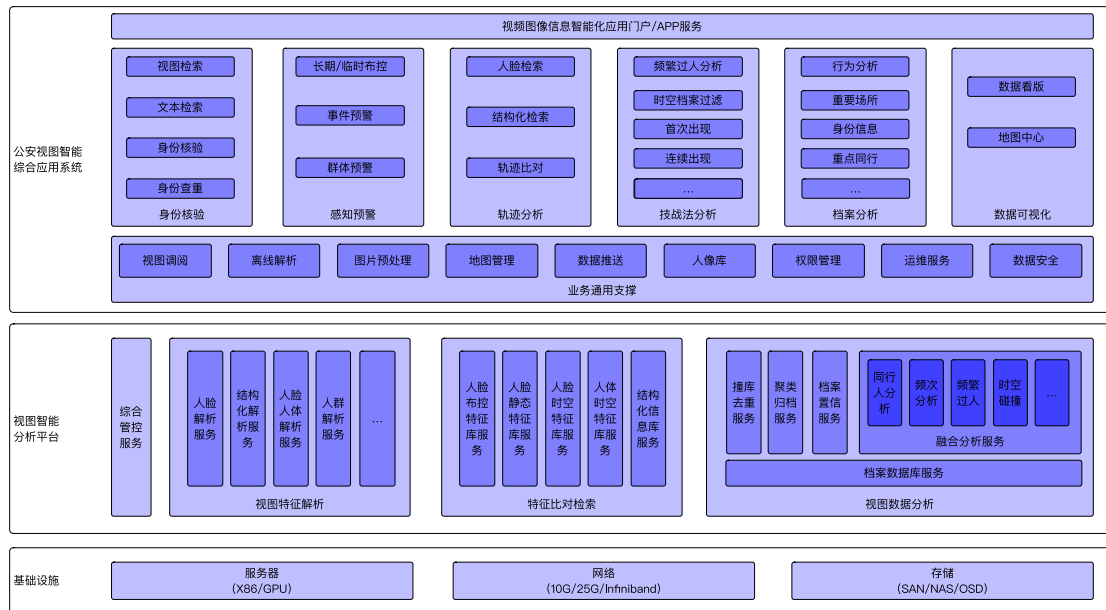 视频图像信息智能化应用门户/APP服务
公安视图智能
综合应用系统
视图检索
文本检索
身份核验
身份查重
身份核验
长期/临时布控
事件预警
群体预警
感知预警
人脸检索
结构化检索
轨迹比对
轨迹分析
频繁过人分析
时空档案过滤
首次出现
连续出现
...
技战法分析
行为分析
重要场所
身份信息
重点同行
...
档案分析
数据看版
地图中心
数据可视化
视图调阅
离线解析
图片预处理
地图管理
数据推送
人像库
权限管理
运维服务
数据安全
业务通用支撑
视图智能
分析平台
综合
管控
服务
人脸
解析
服务
结构
化解
析服
务
人脸
人体
解析
服务
人群
解析
服务
...
视图特征解析
人脸
布控
特征
库服
务
人脸
静态
特征
库服
务
人脸
时空
特征
库服
务
人体
时空
特征
库服
务
结构
化信
息库
服务
特征比对检索
撞库
去重
服务
聚类
归档
服务
档案
置信
服务
同行
人分
析
频次
分析
频繁
过人
时空
碰撞
...
融合分析服务
档案数据库服务
视图数据分析
基础设施
服务器
(X86/GPU)
网络
(10G/25G/Infiniband)
存储
(SAN/NAS/OSD)